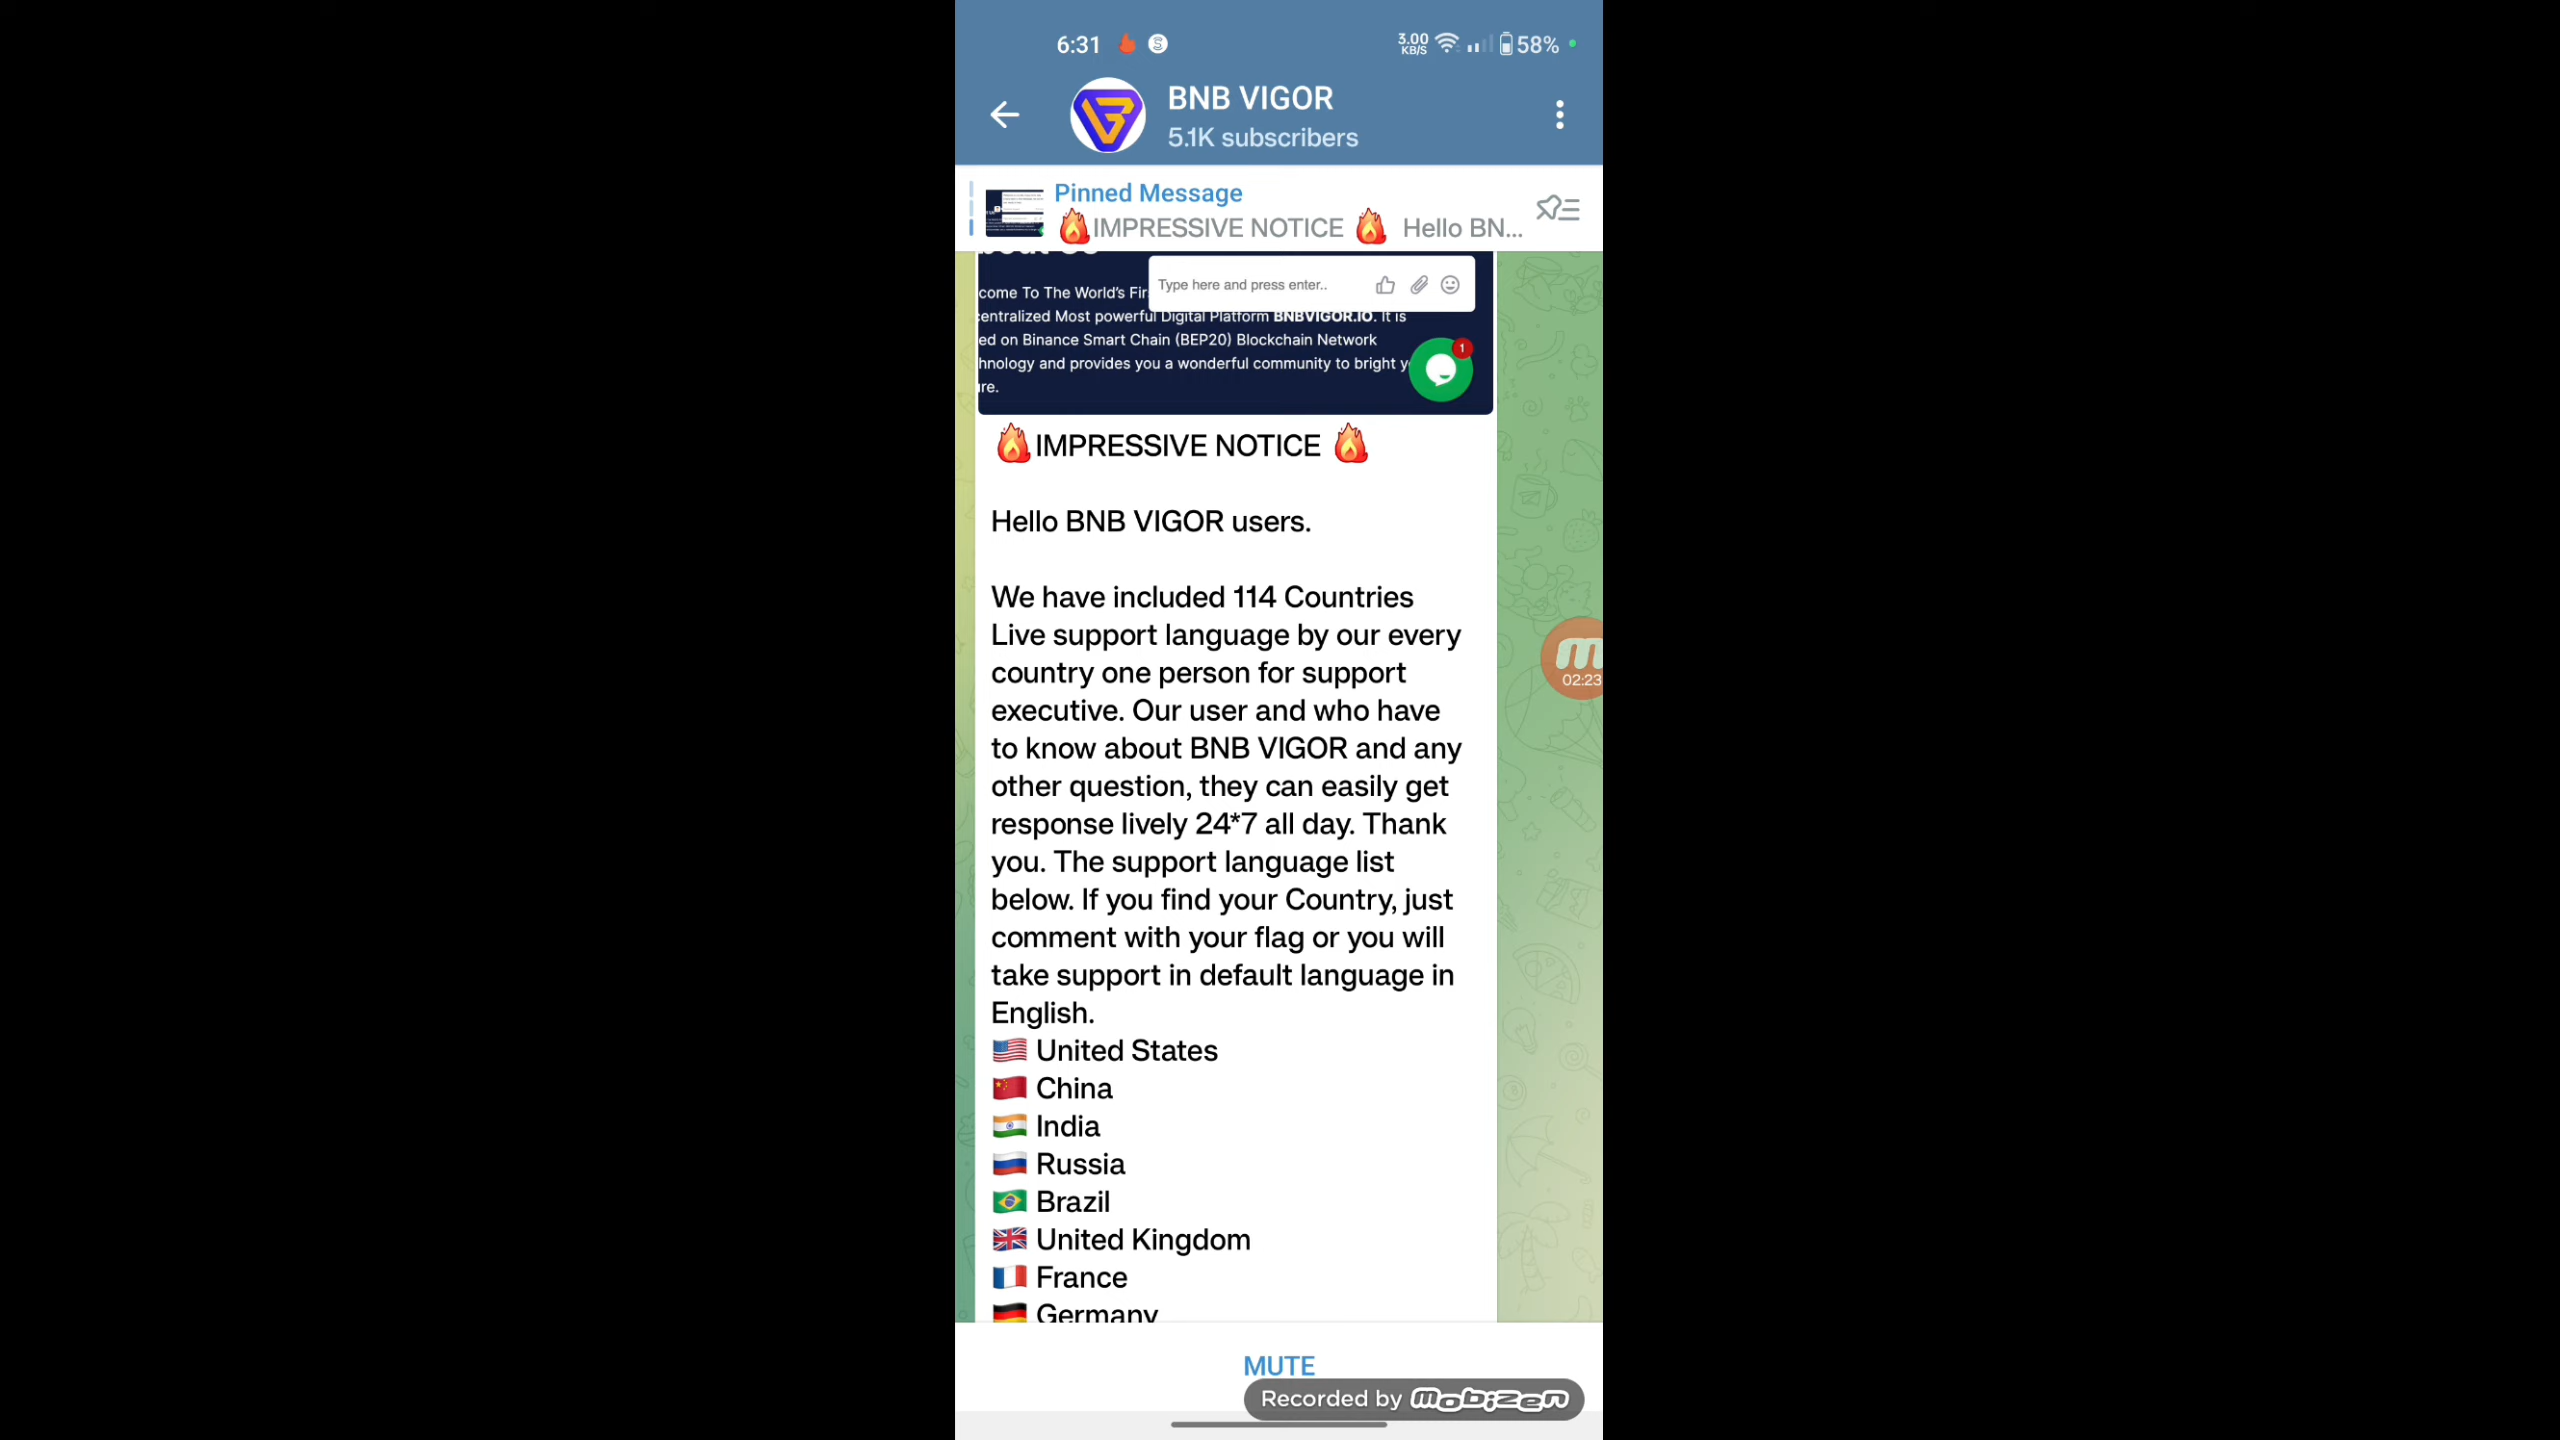 6:31
3.00
KB/S
58%
BNB VIGOR
5.1K subscribers
Pinned Message
🔥IMPRESSIVE NOTICE 🔥 Hello BN...
Type here and press enter..
come To The World's Fir
entralized Most powerful Digital Platform BNBVIGOR.IO. It is
ed on Binance Smart Chain (BEP20) Blockchain Network
hnology and provides you a wonderful community to bright y
re.
1
🔥IMPRESSIVE NOTICE 🔥
Hello BNB VIGOR users.
We have included 114 Countries
Live support language by our every
country one person for support
executive. Our user and who have
to know about BNB VIGOR and any
other question, they can easily get
response lively 24*7 all day. Thank
you. The support language list
below. If you find your Country, just
comment with your flag or you will
take support in default language in
English.
🇺🇸 United States
🇨🇳 China
🇮🇳 India
🇷🇺 Russia
🇧🇷 Brazil
🇬🇧 United Kingdom
🇫🇷 France
🇩🇪 Germany
02:23
MUTE
Recorded by Mobizen